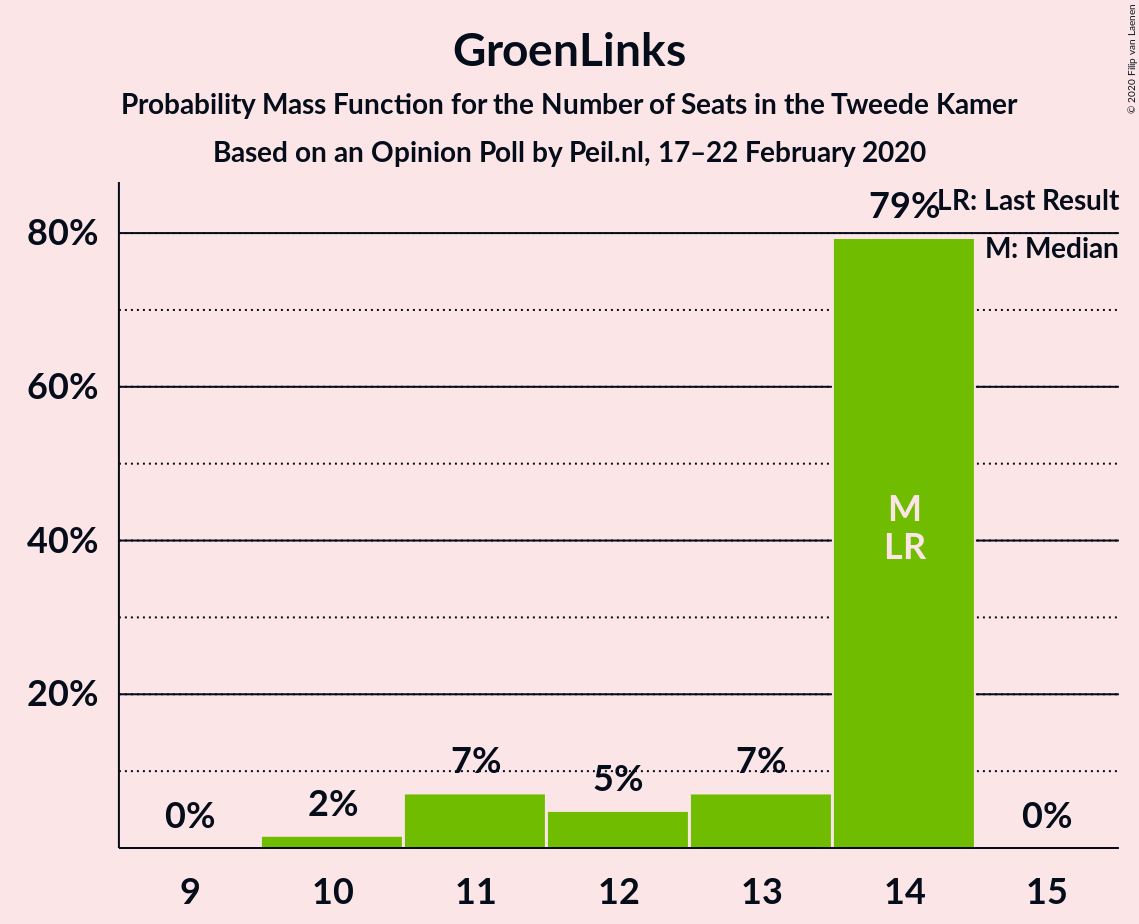 GroenLinks
Probability Mass Function for the Number of Seats in the Tweede Kamer
Based on an Opinion Poll by Peil.nl, 17–22 February 2020
© 2020 Filip van Laenen
LR: Last Result
M: Median
80%
60%
40%
20%
0%
2%
7%
5%
7%
79%
0%
M
LR
9
10
11
12
13
14
15